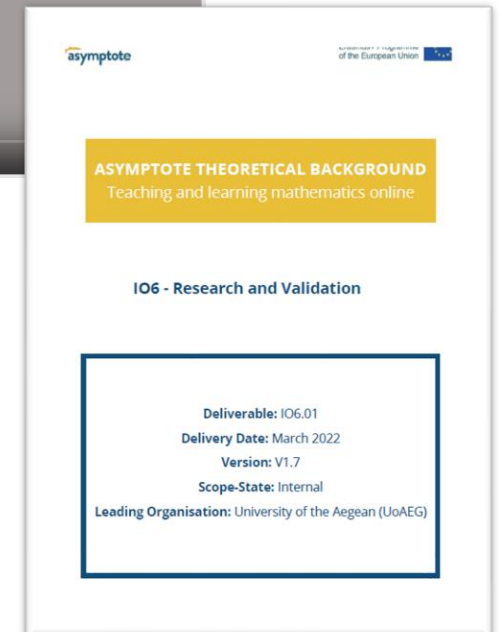 asymptote
of the European Union
ASYMPTOTE THEORETICAL BACKGROUND
Teaching and learning mathematics online
IO6 - Research and Validation
Deliverable: IO6.01
Delivery Date: March 2022
Version: V1.7
Scope-State: Internal
Leading Organisation: University of the Aegean (UoAEG)